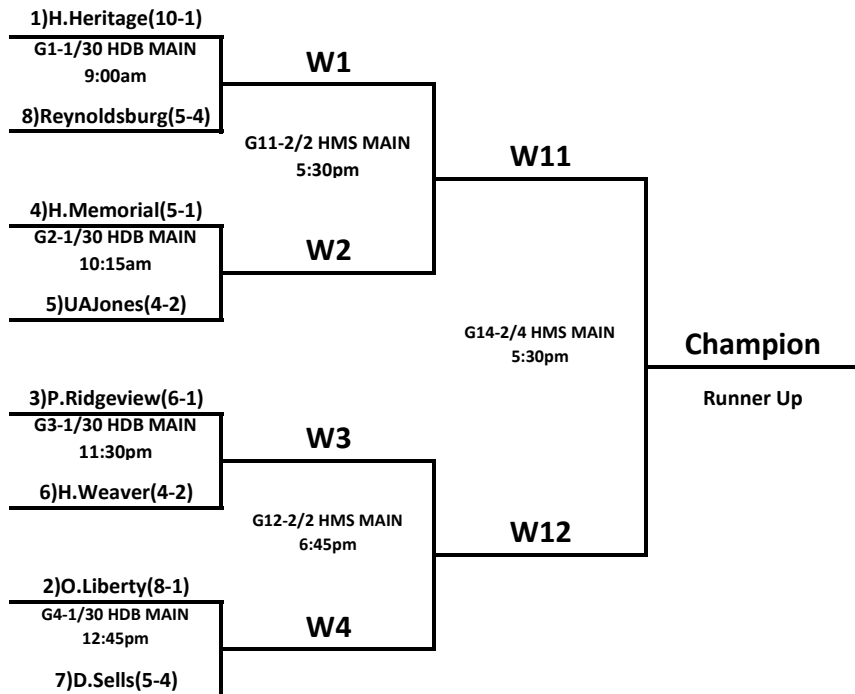 1)H.Heritage(10-1)
G1-1/30 HDB MAIN
9:00am
8)Reynoldsburg(5-4)
W1
G11-2/2 HMS MAIN
5:30pm
W11
4)H.Memorial(5-1)
G2-1/30 HDB MAIN
10:15am
5)UAJones(4-2)
W2
G14-2/4 HMS MAIN
5:30pm
Champion
Runner Up
3)P.Ridgeview(6-1)
G3-1/30 HDB MAIN
11:30pm
6)H.Weaver(4-2)
W3
G12-2/2 HMS MAIN
6:45pm
W12
2)O.Liberty(8-1)
G4-1/30 HDB MAIN
12:45pm
7)D.Sells(5-4)
W4